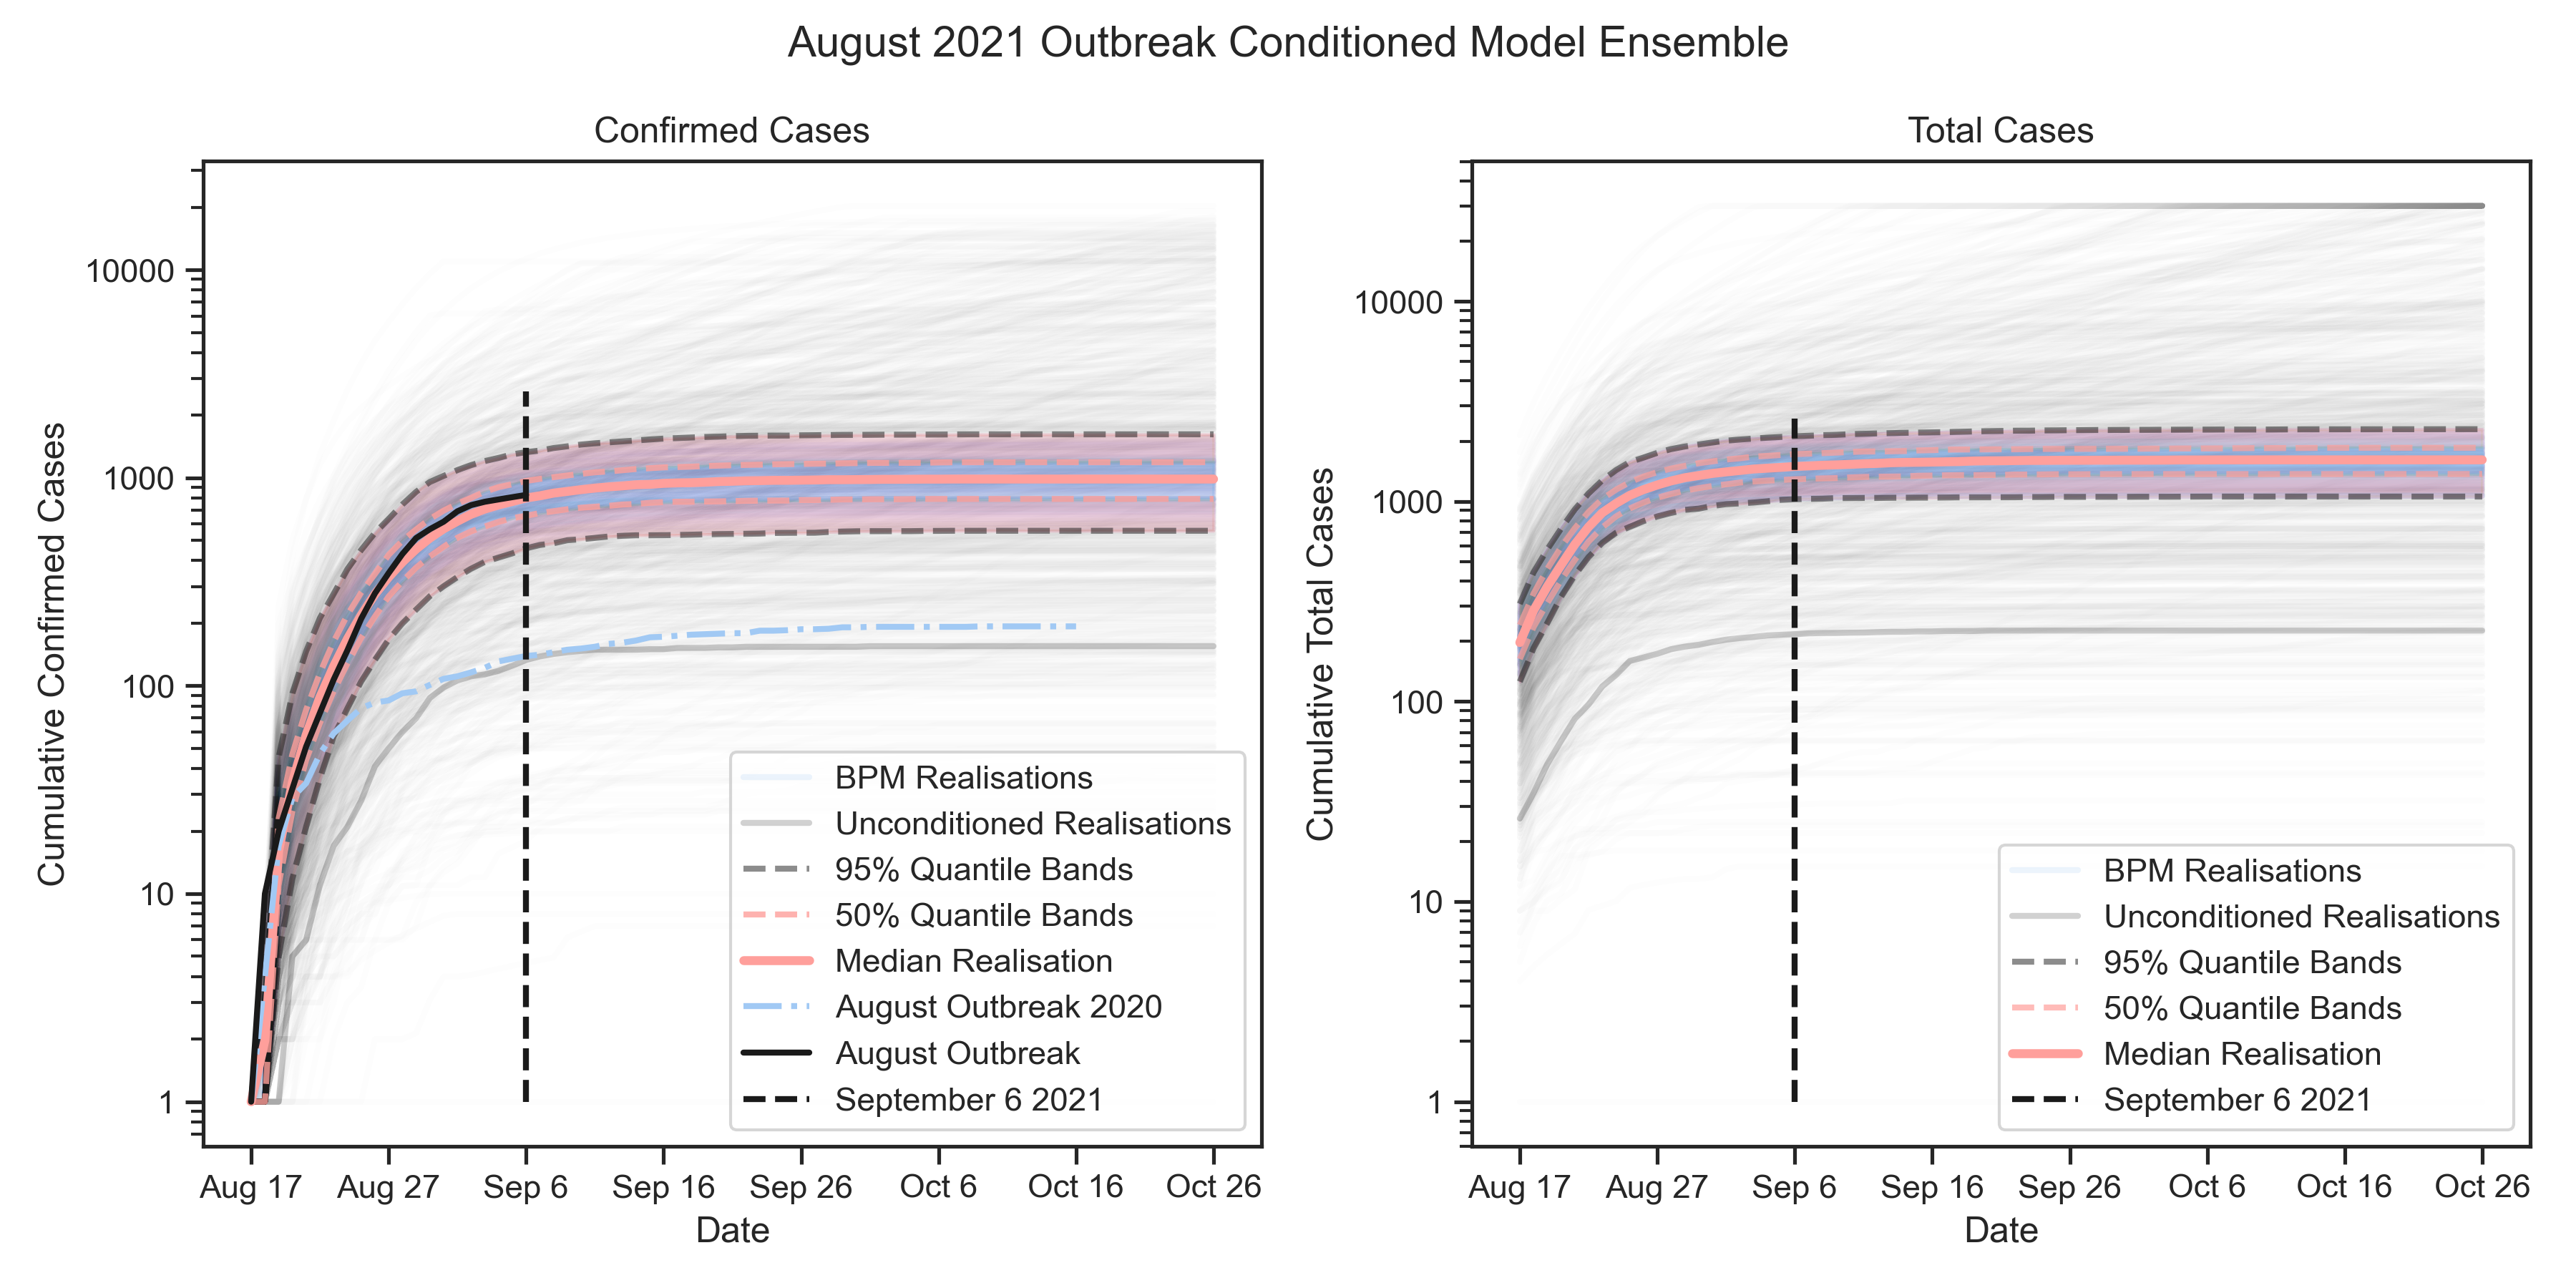 August 2021 Outbreak Conditioned Model Ensemble
Confirmed Cases
Cumulative Confirmed Cases
10000
1000
100
10
1
Aug 17 Aug 27 Sep 6 Sep 16 Sep 26 Oct 6 Oct 16 Oct 26
Date
BPM Realisations
Unconditioned Realisations
95% Quantile Bands
50% Quantile Bands
Median Realisation
August Outbreak 2020
August Outbreak
September 6 2021
Total Cases
Cumulative Total Cases
10000
1000
100
10
1
Aug 17 Aug 27 Sep 6 Sep 16 Sep 26 Oct 6 Oct 16 Oct 26
Date
BPM Realisations
Unconditioned Realisations
95% Quantile Bands
50% Quantile Bands
Median Realisation
September 6 2021